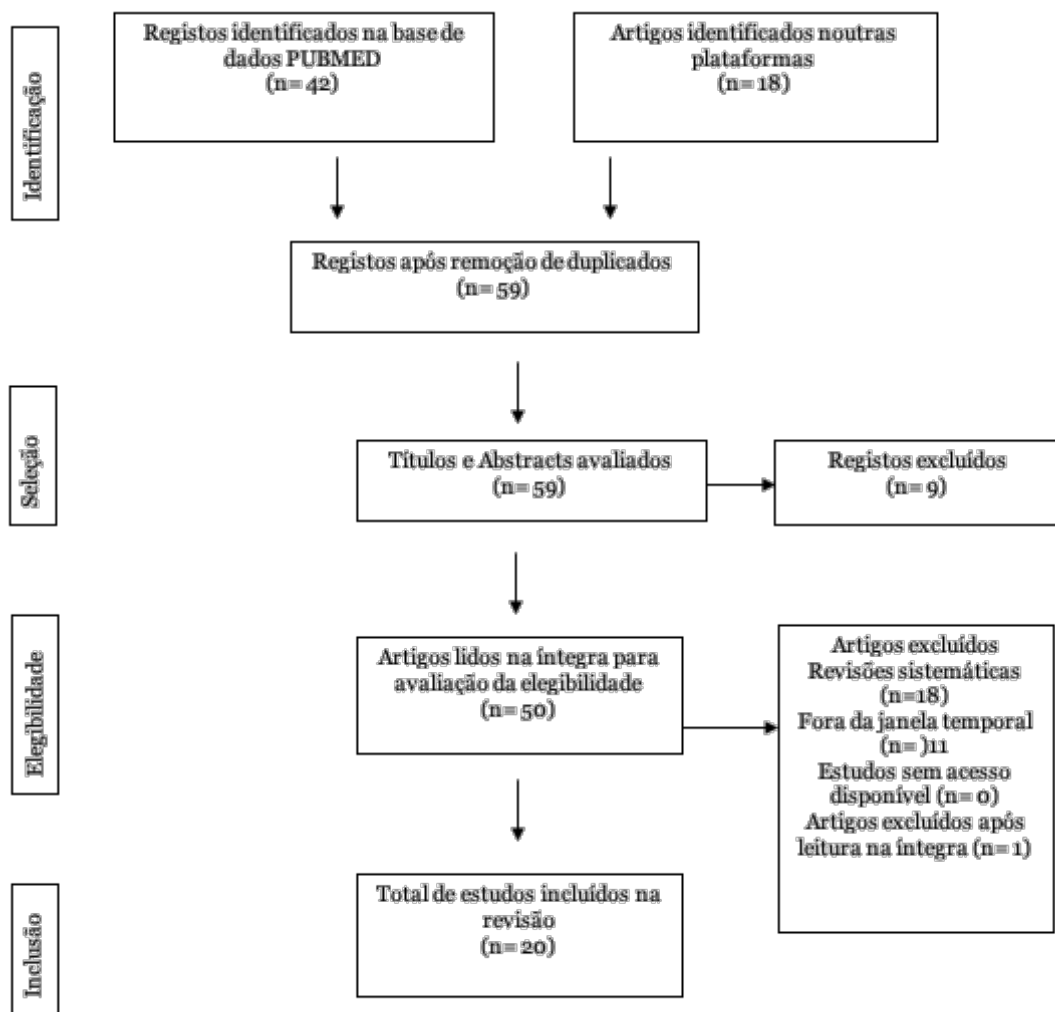 Identificação
Registos identificados na base de
dados PUBMED
(n= 42)
Artigos identificados noutras
plataformas
(n=18)
Registos após remoção de duplicados
(n= 59)
Seleção
Títulos e Abstracts avaliados
(n= 59)
Registos excluídos
(n= 9)
Elegibilidade
Artigos lidos na íntegra para
avaliação da elegibilidade
(n= 50)
Artigos excluídos
Revisões sistemáticas
(n=18)
Fora da janela temporal
(n= )11
Estudos sem acesso
disponível (n= 0)
Artigos excluídos após
leitura na íntegra (n= 1)
Inclusão
Total de estudos incluídos na
revisão
(n= 20)